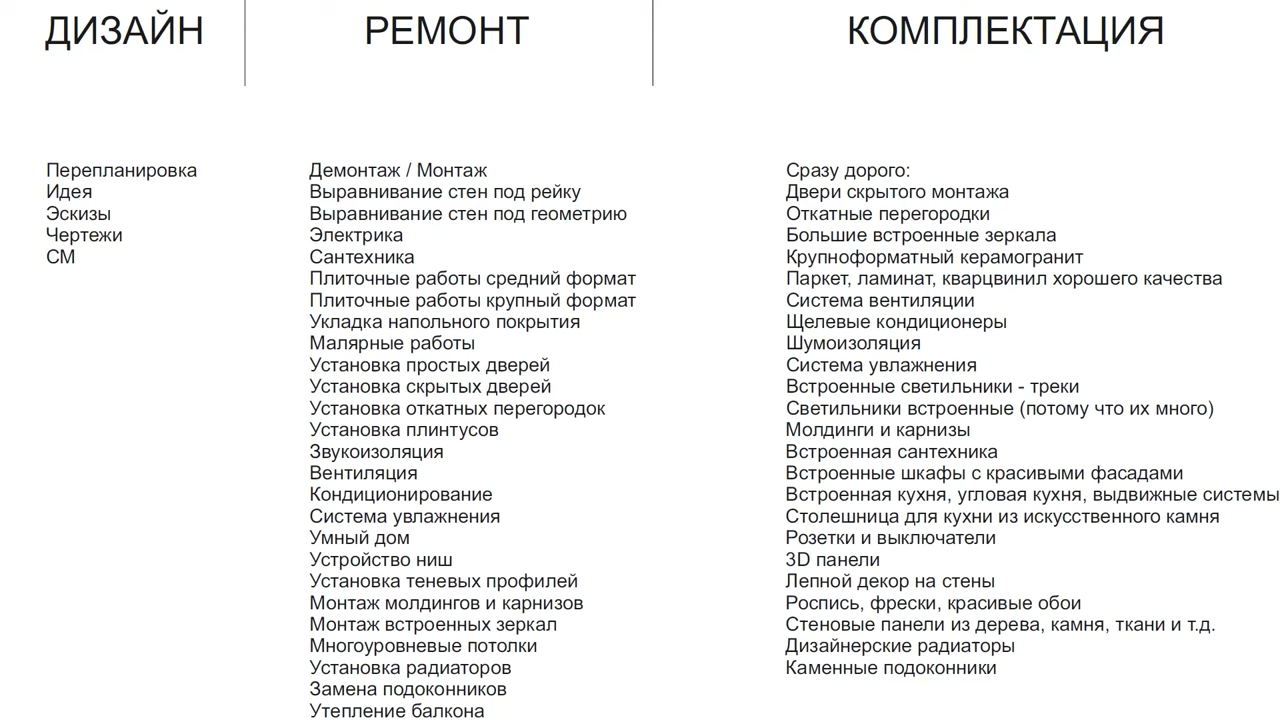 ДИЗАЙН
РЕМОНТ
КОМПЛЕКТАЦИЯ
Перепланировка
Идея
Эскизы
Чертежи
СМ
Демонтаж / Монтаж
Выравнивание стен под рейку
Выравнивание стен под геометрию
Электрика
Сантехника
Плиточные работы средний формат
Плиточные работы крупный формат
Укладка напольного покрытия
Малярные работы
Установка простых дверей
Установка скрытых дверей
Установка откатных перегородок
Установка плинтусов
Звукоизоляция
Вентиляция
Кондиционирование
Система увлажнения
Умный дом
Устройство ниш
Установка теневых профилей
Монтаж молдингов и карнизов
Монтаж встроенных зеркал
Многоуровневые потолки
Установка радиаторов
Замена подоконников
Утепление балкона
Сразу дорого:
Двери скрытого монтажа
Откатные перегородки
Большие встроенные зеркала
Крупноформатный керамогранит
Паркет, ламинат, кварцвинил хорошего качества
Система вентиляции
Щелевые кондиционеры
Шумоизоляция
Система увлажнения
Встроенные светильники - треки
Светильники встроенные (потому что их много)
Молдинги и карнизы
Встроенная сантехника
Встроенные шкафы с красивыми фасадами
Встроенная кухня, угловая кухня, выдвижные системы
Столешница для кухни из искусственного камня
Розетки и выключатели
3D панели
Лепной декор на стены
Роспись, фрески, красивые обои
Стеновые панели из дерева, камня, ткани и т.д.
Дизайнерские радиаторы
Каменные подоконники